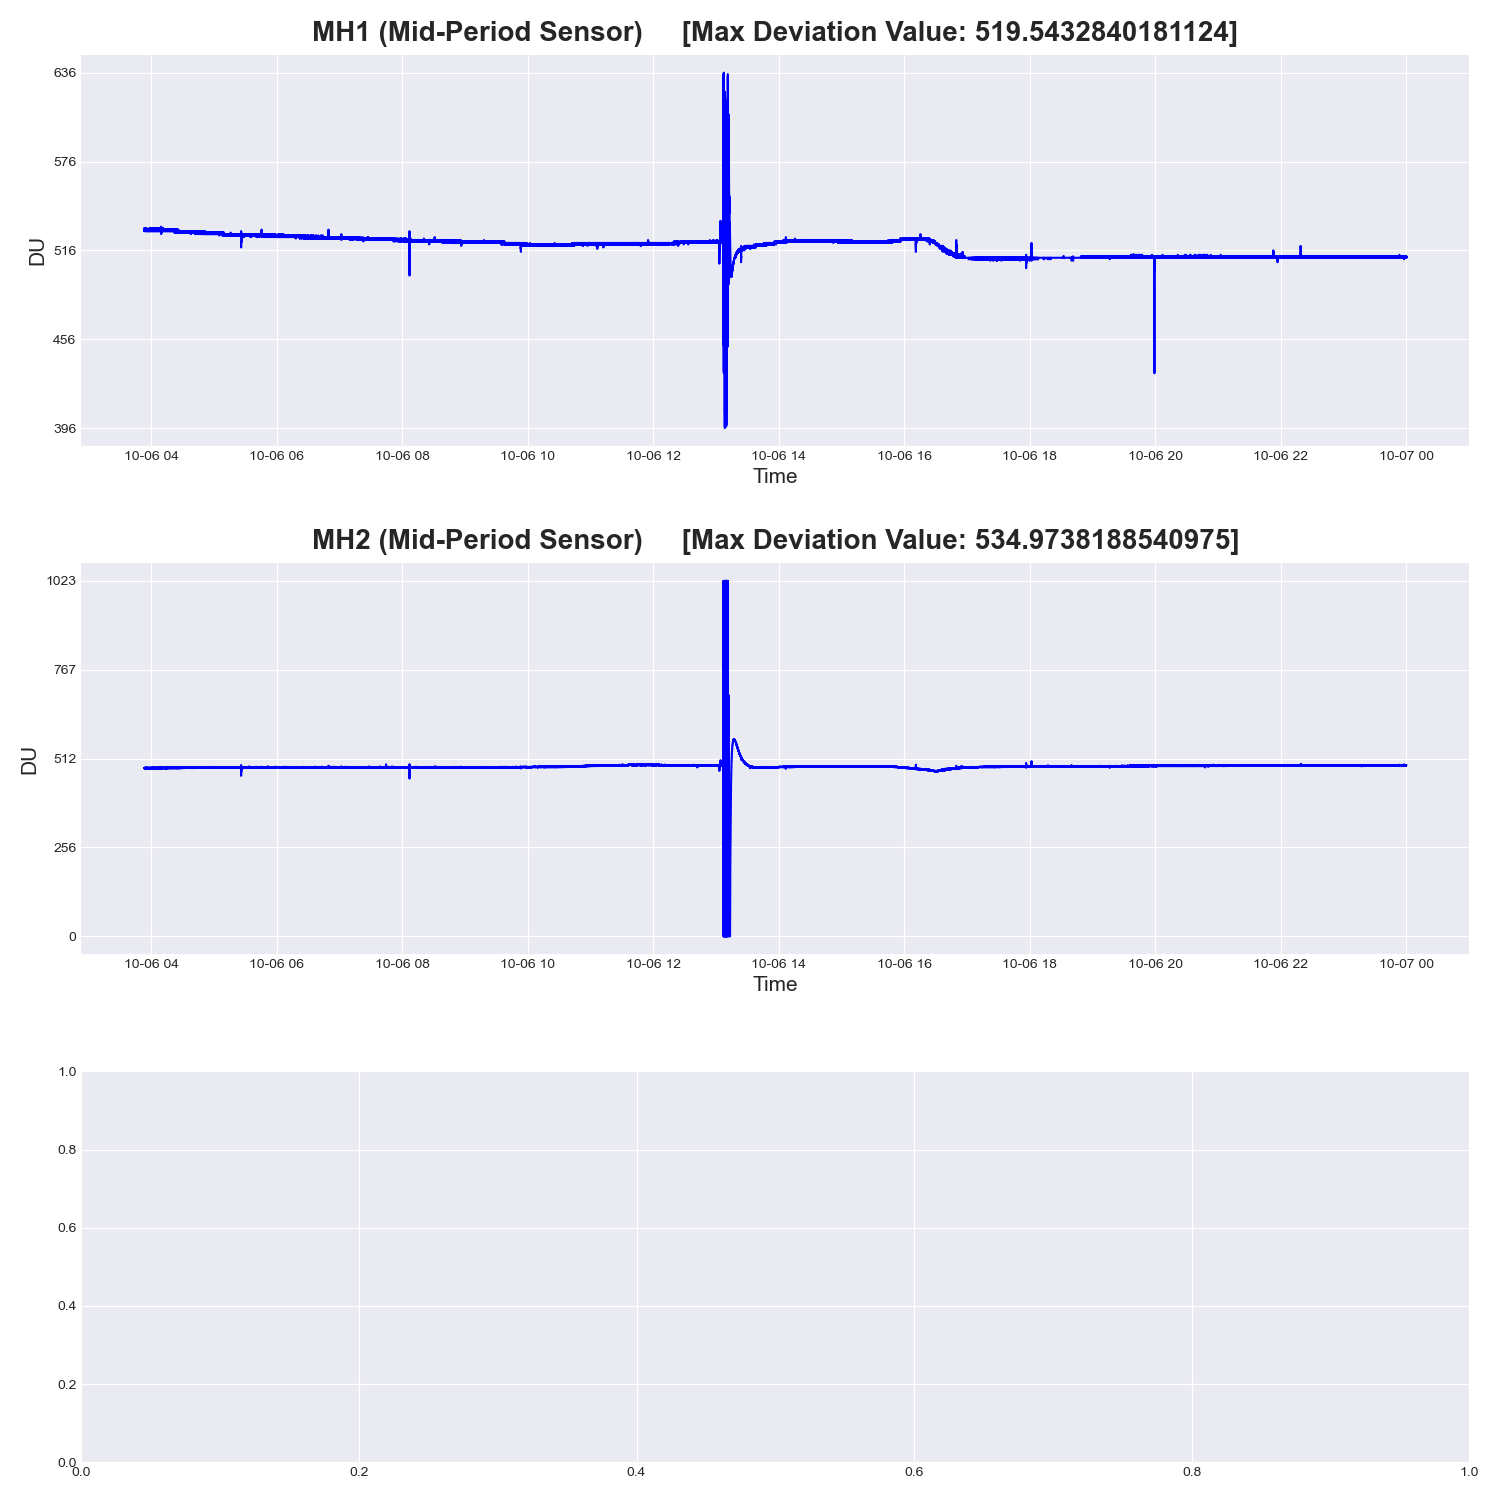 MH1 (Mid-Period Sensor) [Max Deviation Value: 519.5432840181124]
636
576
516
456
396
DU
10-06 04 10-06 06 10-06 08 10-06 10 10-06 12 10-06 14 10-06 16 10-06 18 10-06 20 10-06 22 10-07 00
Time
MH2 (Mid-Period Sensor) [Max Deviation Value: 534.9738188540975]
1023
767
512
256
0
DU
10-06 04 10-06 06 10-06 08 10-06 10 10-06 12 10-06 14 10-06 16 10-06 18 10-06 20 10-06 22 10-07 00
Time
1.0
0.8
0.6
0.4
0.2
0.0
0.0 0.2 0.4 0.6 0.8 1.0